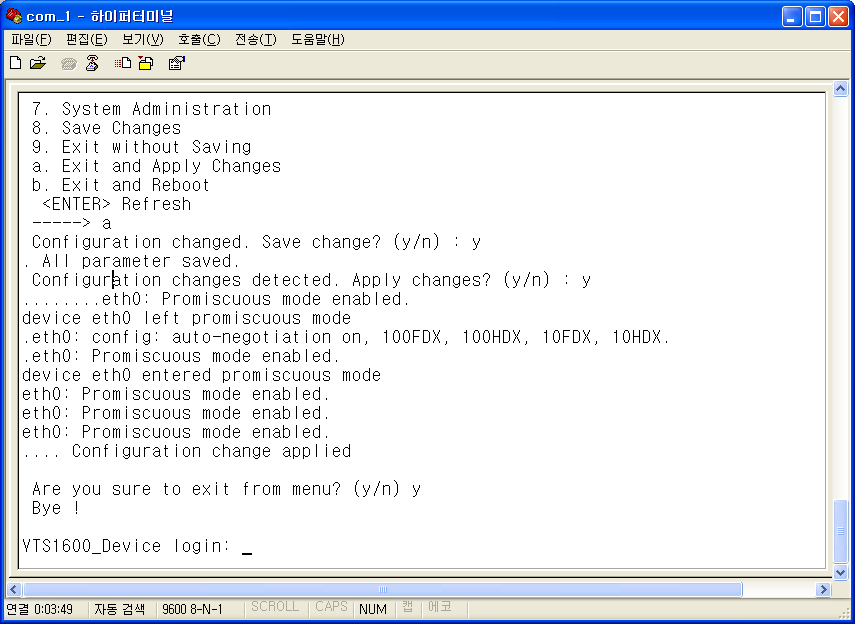 com_1 - 하이퍼터미널
파일(F) 편집(E) 보기(V) 호출(C) 전송(T) 도움말(H)
7. System Administration
8. Save Changes
9. Exit without Saving
a. Exit and Apply Changes
b. Exit and Reboot
<ENTER> Refresh
-----> a
Configuration changed. Save change? (y/n) : y
. All parameter saved.
Configuration changes detected. Apply changes? (y/n) : y
........eth0: Promiscuous mode enabled.
device eth0 left promiscuous mode
.eth0: config: auto-negotiation on, 100FDX, 100HDX, 10FDX, 10HDX.
.eth0: Promiscuous mode enabled.
device eth0 entered promiscuous mode
eth0: Promiscuous mode enabled.
eth0: Promiscuous mode enabled.
eth0: Promiscuous mode enabled.
.... Configuration change applied
Are you sure to exit from menu? (y/n) y
Bye !
VTS1600_Device login: _
연결 0:03:49 자동 검색 9600 8-N-1 SCROLL CAPS NUM 캡 에코